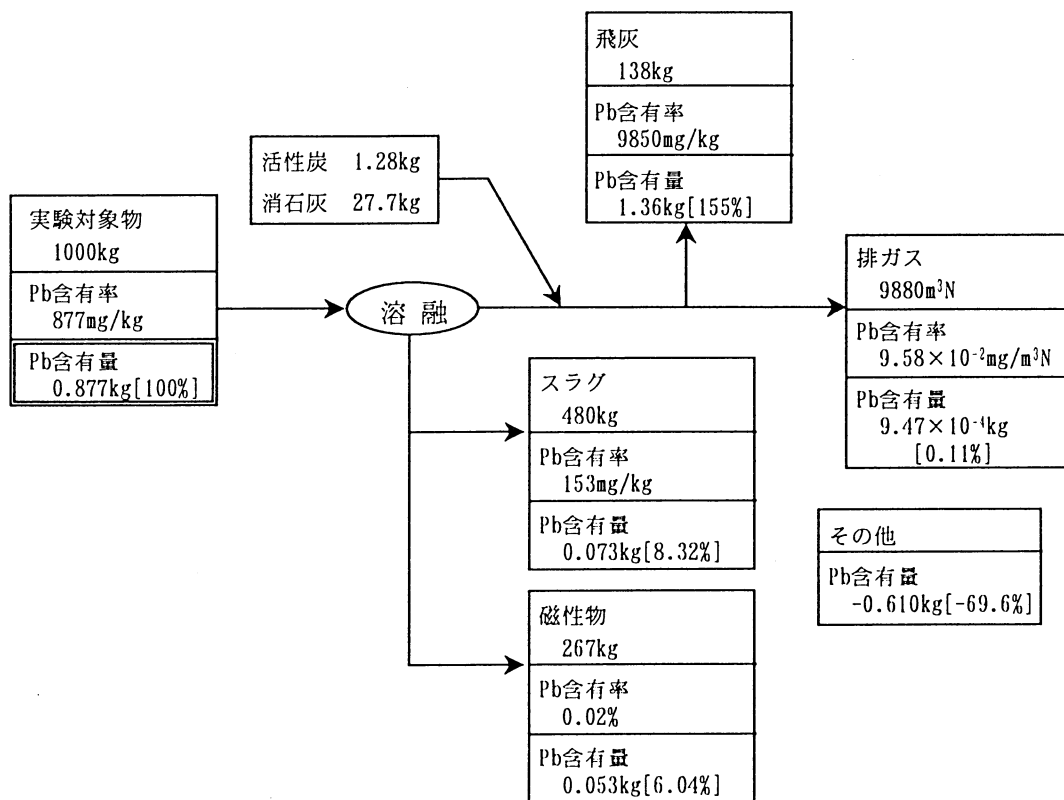 飛灰
138kg
Pb含有率
9850mg/kg
Pb含有量
1.36kg[155%]
活性炭 1.28kg
消石灰 27.7kg
実験対象物
1000kg
Pb含有率
877mg/kg
Pb含有量
0.877kg[100%]
溶融
排ガス
9880m³N
Pb含有率
9.58×10⁻²mg/m³N
Pb含有量
9.47×10⁻⁴kg
[0.11%]
スラグ
480kg
Pb含有率
153mg/kg
Pb含有量
0.073kg[8.32%]
その他
Pb含有量
-0.610kg[-69.6%]
磁性物
267kg
Pb含有率
0.02%
Pb含有量
0.053kg[6.04%]